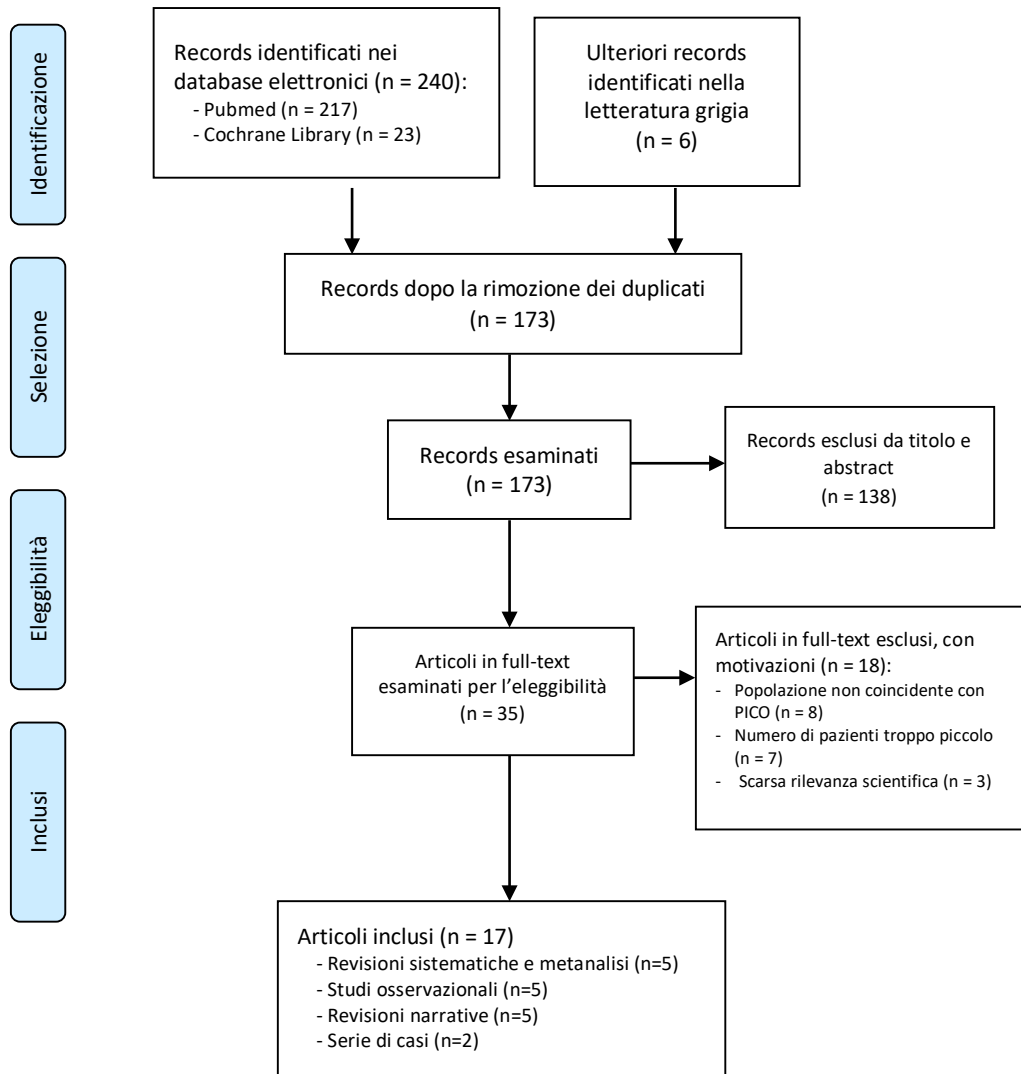 Identificazione
Records identificati nei
database elettronici (n = 240):
- Pubmed (n = 217)
- Cochrane Library (n = 23)
Ulteriori records
identificati nella
letteratura grigia
(n = 6)
Selezione
Records dopo la rimozione dei duplicati
(n = 173)
Records esaminati
(n = 173)
Records esclusi da titolo e
abstract
(n = 138)
Eleggibilità
Articoli in full-text
esaminati per l'eleggibilità
(n = 35)
Articoli in full-text esclusi, con
motivazioni (n = 18):
- Popolazione non coincidente con
PICO (n = 8)
- Numero di pazienti troppo piccolo
(n = 7)
- Scarsa rilevanza scientifica (n = 3)
Inclusi
Articoli inclusi (n = 17)
- Revisioni sistematiche e metanalisi (n=5)
- Studi osservazionali (n=5)
- Revisioni narrative (n=5)
- Serie di casi (n=2)